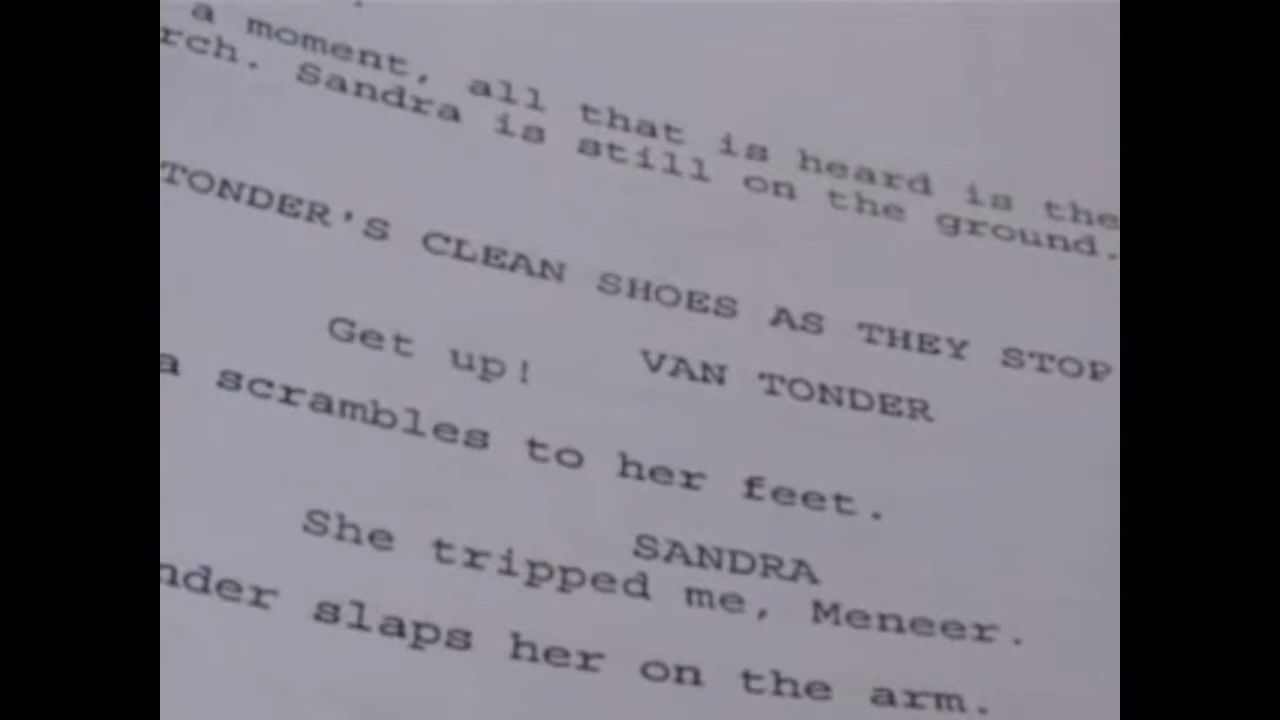 a moment, all that is heard is the
rch. Sandra is still on the ground.
TONDER'S CLEAN SHOES AS THEY STOP
VAN TONDER
Get up!
a scrambles to her feet.
SANDRA
She tripped me, Meneer.
nder slaps her on the arm.